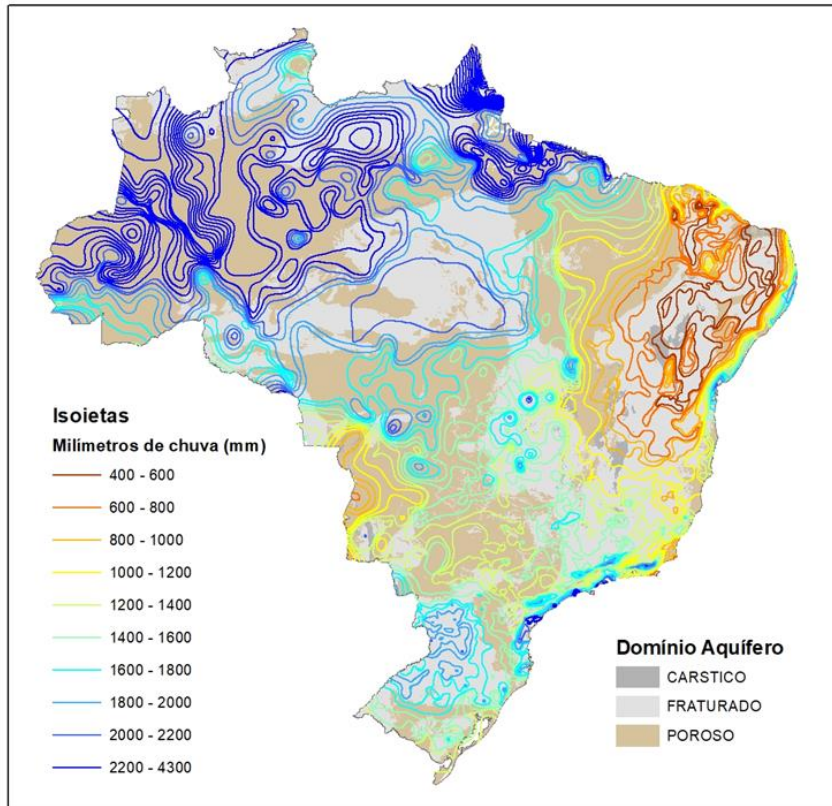 Isoietas
Milímetros de chuva (mm)
400 - 600
600 - 800
800 - 1000
1000 - 1200
1200 - 1400
1400 - 1600
1600 - 1800
1800 - 2000
2000 - 2200
2200 - 4300
Domínio Aquífero
CARSTICO
FRATURADO
POROSO